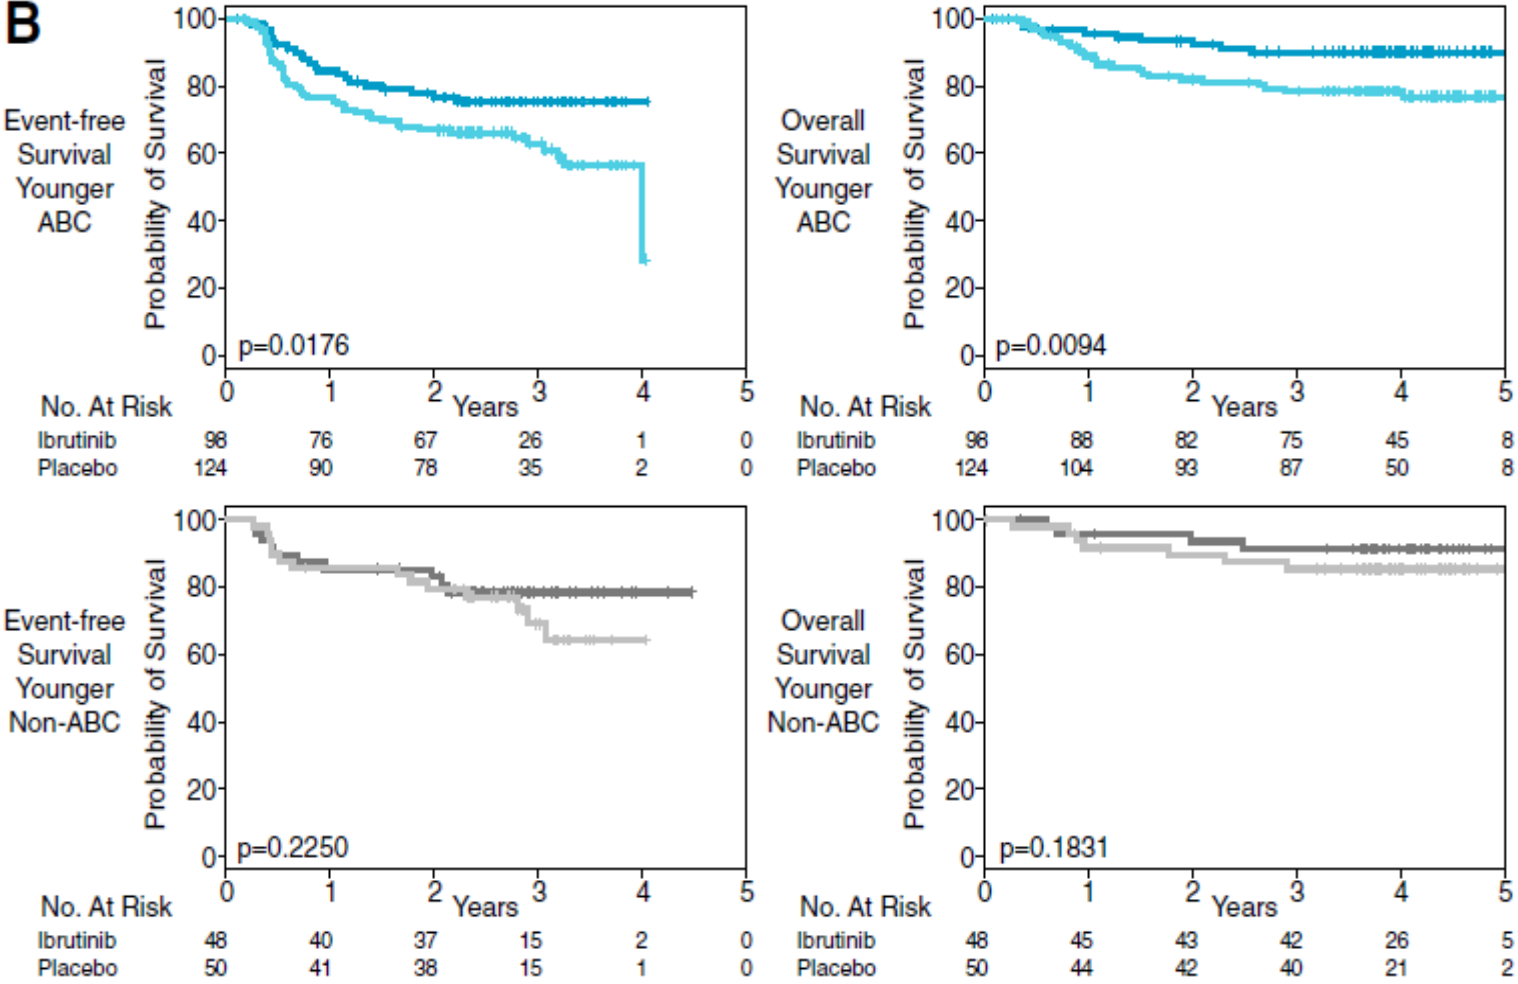 B
Event-free
Survival
Younger
ABC
Probability of Survival
100
80
60
40
20
0
p=0.0176
0 1 2 3 4 5
Years
No. At Risk
Ibrutinib 98 76 67 26 1 0
Placebo 124 90 78 35 2 0
Overall
Survival
Younger
ABC
Probability of Survival
100
80
60
40
20
0
p=0.0094
0 1 2 3 4 5
Years
No. At Risk
Ibrutinib 98 88 82 75 45 8
Placebo 124 104 93 87 50 8
Event-free
Survival
Younger
Non-ABC
Probability of Survival
100
80
60
40
20
0
p=0.2250
0 1 2 3 4 5
Years
No. At Risk
Ibrutinib 48 40 37 15 2 0
Placebo 50 41 38 15 1 0
Overall
Survival
Younger
Non-ABC
Probability of Survival
100
80
60
40
20
0
p=0.1831
0 1 2 3 4 5
Years
No. At Risk
Ibrutinib 48 45 43 42 26 5
Placebo 50 44 42 40 21 2